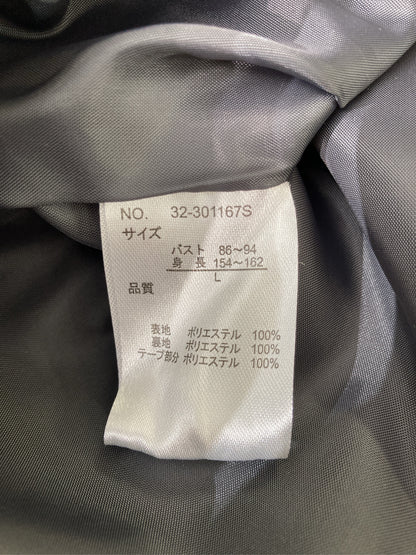 NO. 32-301167S
サイズ
バスト 86〜94
身長 154〜162
L
品質
表地 ポリエステル 100%
裏地 ポリエステル 100%
テープ部分 ポリエステル 100%